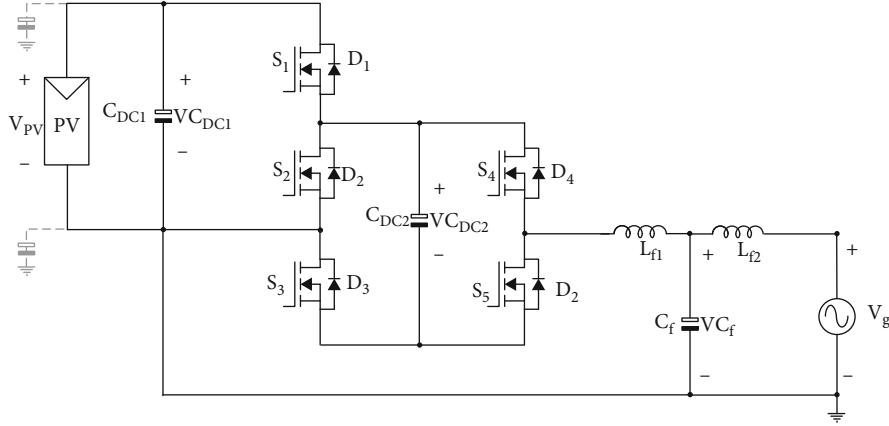 S1
D1
+
+
VPV
PV
CDC1
VCDC1
−
−
S2
D2
S4
D4
+
CDC2
VCDC2
−
Lf1
+
Lf2
+
S3
D3
S5
D2
Cf
VCf
Vg
−
−